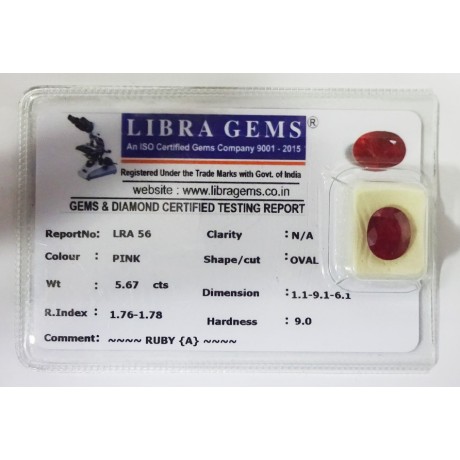 LIBRA GEMS ®
An ISO Certified Gems Company 9001 - 2015
Registered Under the Trade Marks with Govt. of India
website : www.libragems.co.in
GEMS & DIAMOND CERTIFIED TESTING REPORT
ReportNo: LRA 56 Clarity : N/A
Colour : PINK Shape/cut : OVAL
Wt : 5.67 cts Dimension : 1.1-9.1-6.1
R.Index : 1.76-1.78 Hardness : 9.0
Comment: ~~~~ RUBY {A} ~~~~